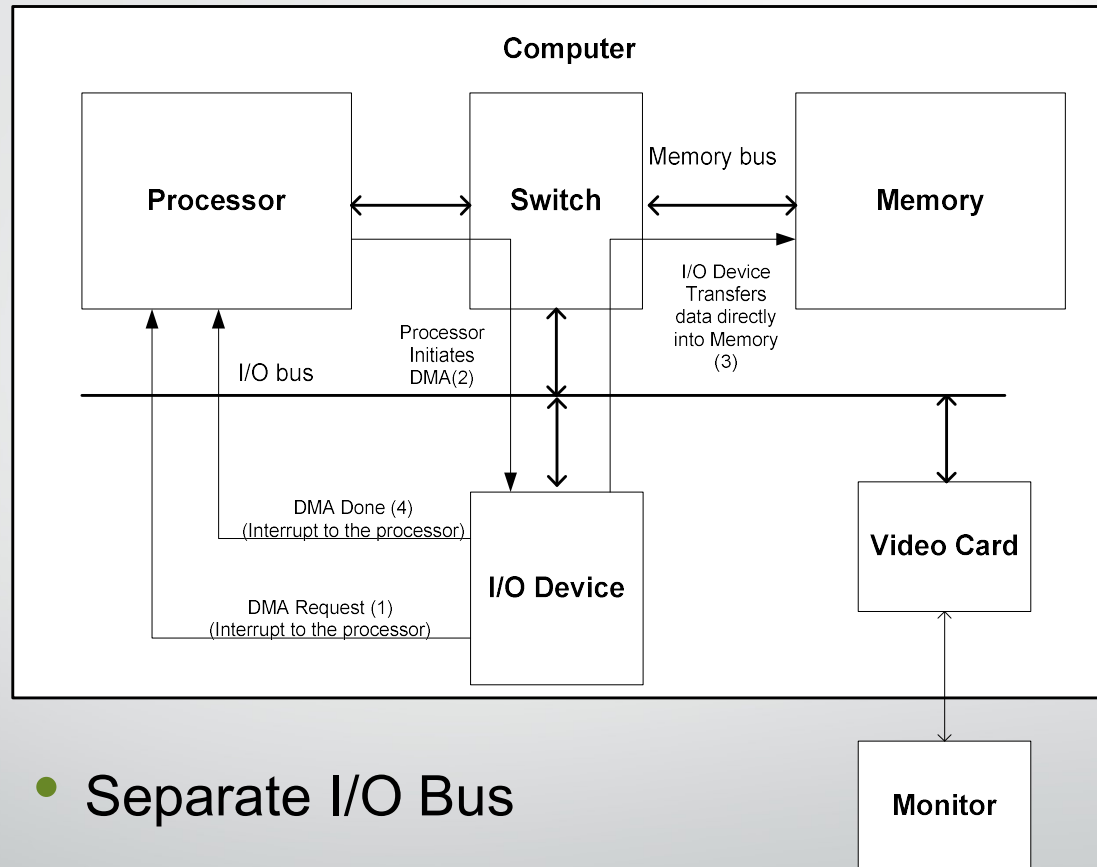 Computer
Processor
Switch
Memory bus
Memory
I/O Device
Transfers
data directly
into Memory
(3)
Processor
Initiates
DMA(2)
I/O bus
DMA Done (4)
(Interrupt to the processor)
I/O Device
DMA Request (1)
(Interrupt to the processor)
Video Card
• Separate I/O Bus
Monitor